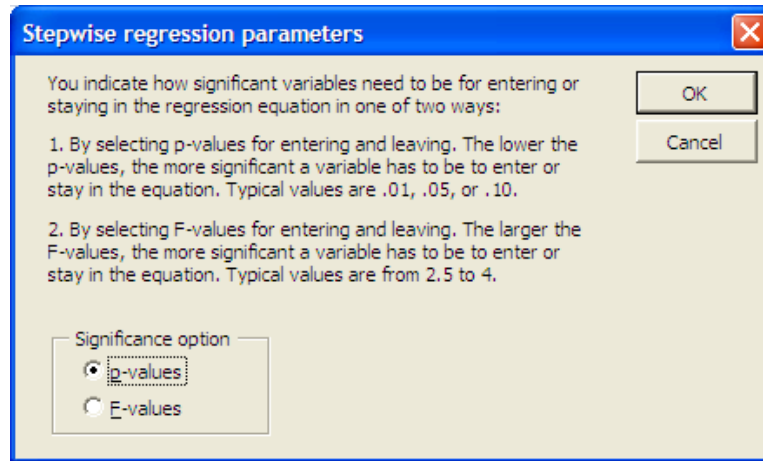 Stepwise regression parameters
You indicate how significant variables need to be for entering or
staying in the regression equation in one of two ways:
OK
1. By selecting p-values for entering and leaving. The lower the
p-values, the more significant a variable has to be to enter or
stay in the equation. Typical values are .01, .05, or .10.
Cancel
2. By selecting F-values for entering and leaving. The larger the
F-values, the more significant a variable has to be to enter or
stay in the equation. Typical values are from 2.5 to 4.
Significance option
p-values
F-values